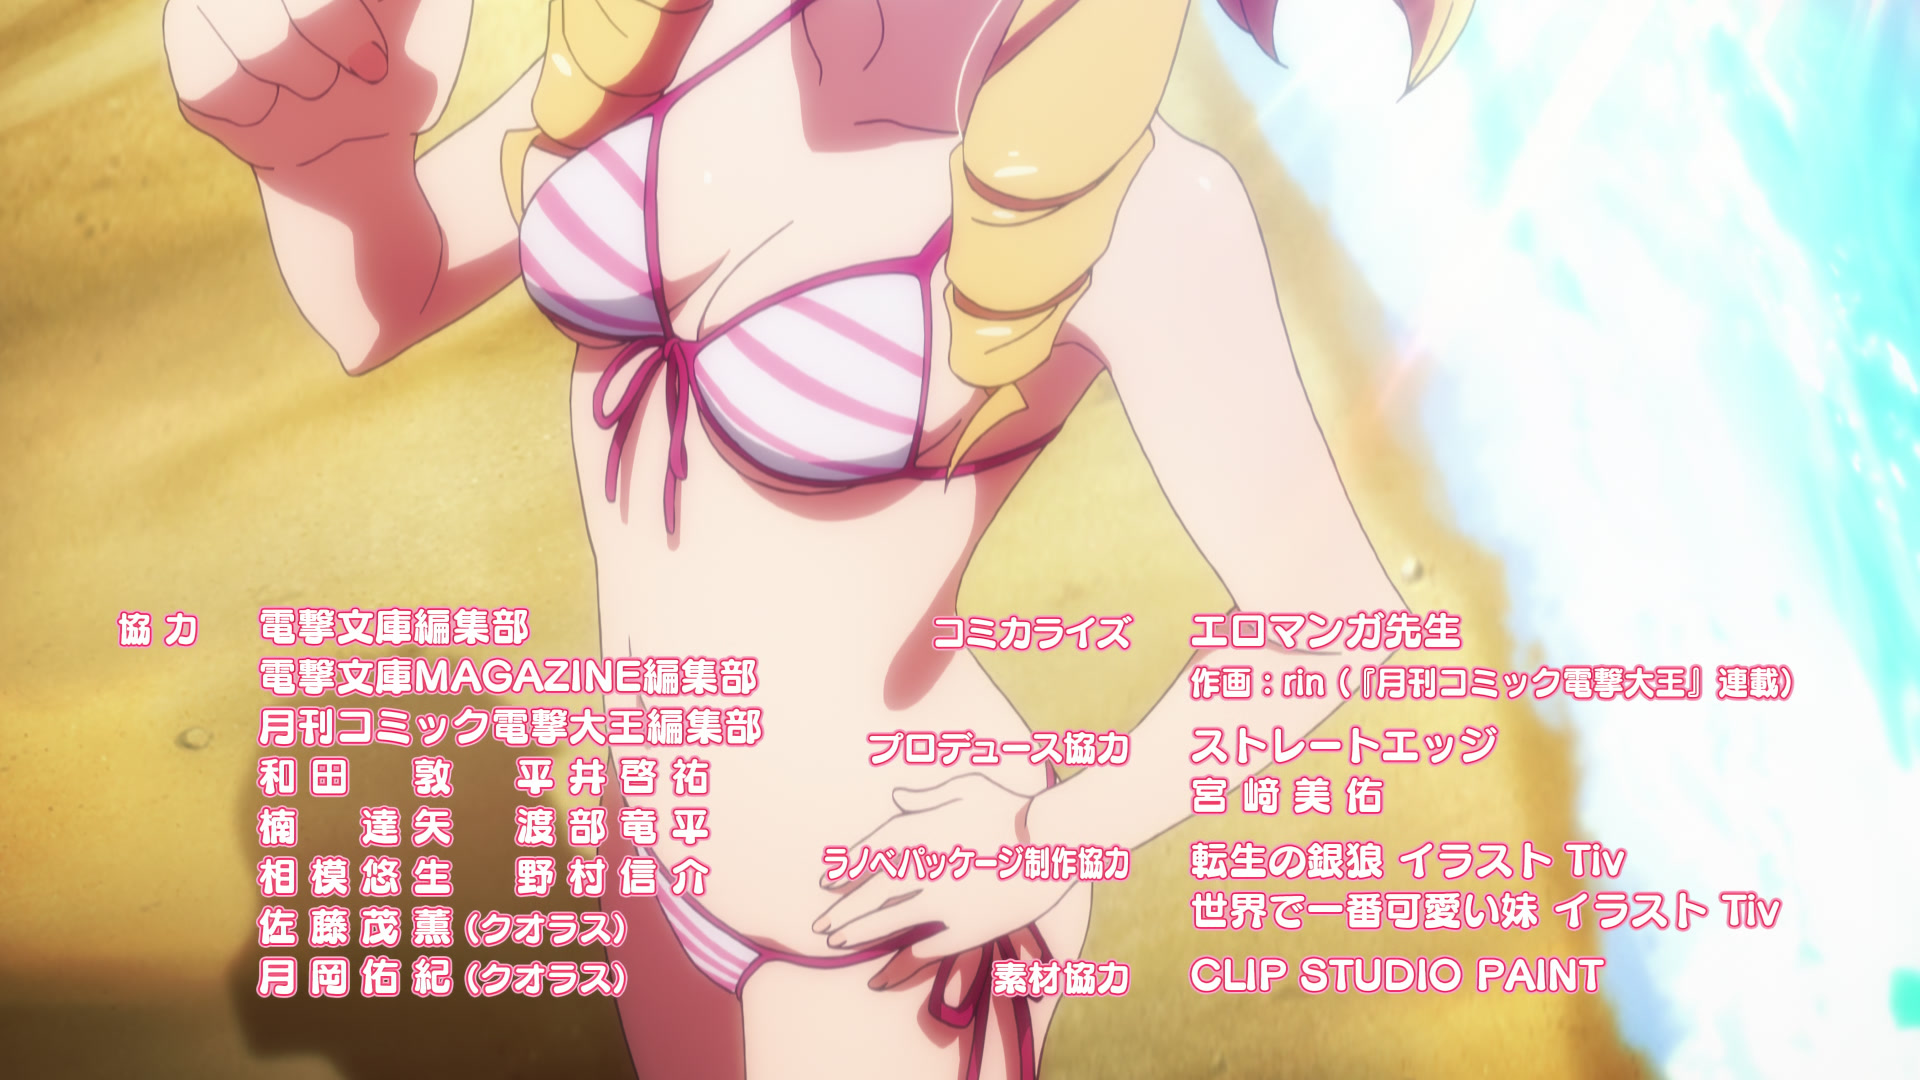 協力 電撃文庫編集部
電撃文庫MAGAZINE編集部
月刊コミック電撃大王編集部
和田 敦 平井啓祐
楠 達矢 渡部竜平
相模悠生 野村信介
佐藤茂薫(クオラス)
月岡佑紀(クオラス)
コミカライズ エロマンガ先生
作画：rin（『月刊コミック電撃大王』連載）
プロデュース協力 ストレートエッジ
宮﨑美佑
ラノベパッケージ制作協力 転生の銀狼 イラスト Tiv
世界で一番可愛い妹 イラスト Tiv
素材協力 CLIP STUDIO PAINT